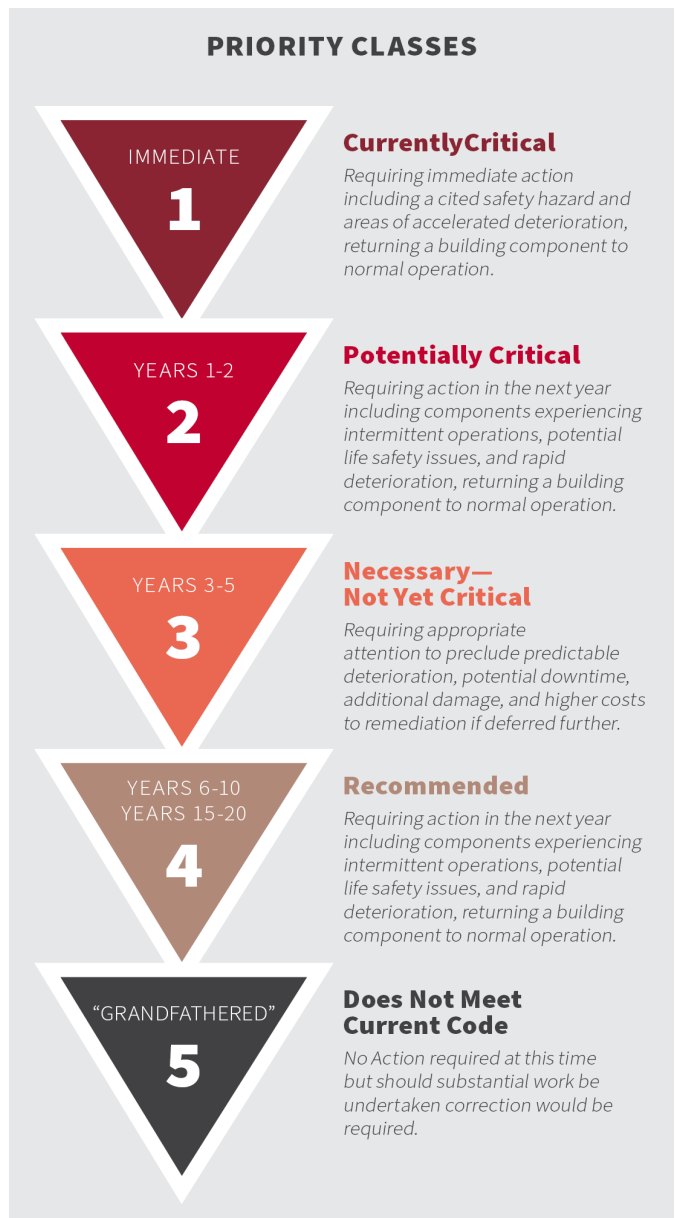 PRIORITY CLASSES
IMMEDIATE
1
CurrentlyCritical
Requiring immediate action
including a cited safety hazard and
areas of accelerated deterioration,
returning a building component to
normal operation.
YEARS 1-2
2
Potentially Critical
Requiring action in the next year
including components experiencing
intermittent operations, potential
life safety issues, and rapid
deterioration, returning a building
component to normal operation.
YEARS 3-5
3
Necessary—
Not Yet Critical
Requiring appropriate
attention to preclude predictable
deterioration, potential downtime,
additional damage, and higher costs
to remediation if deferred further.
YEARS 6-10
YEARS 15-20
4
Recommended
Requiring action in the next year
including components experiencing
intermittent operations, potential
life safety issues, and rapid
deterioration, returning a building
component to normal operation.
“GRANDFATHERED”
5
Does Not Meet
Current Code
No Action required at this time
but should substantial work be
undertaken correction would be
required.